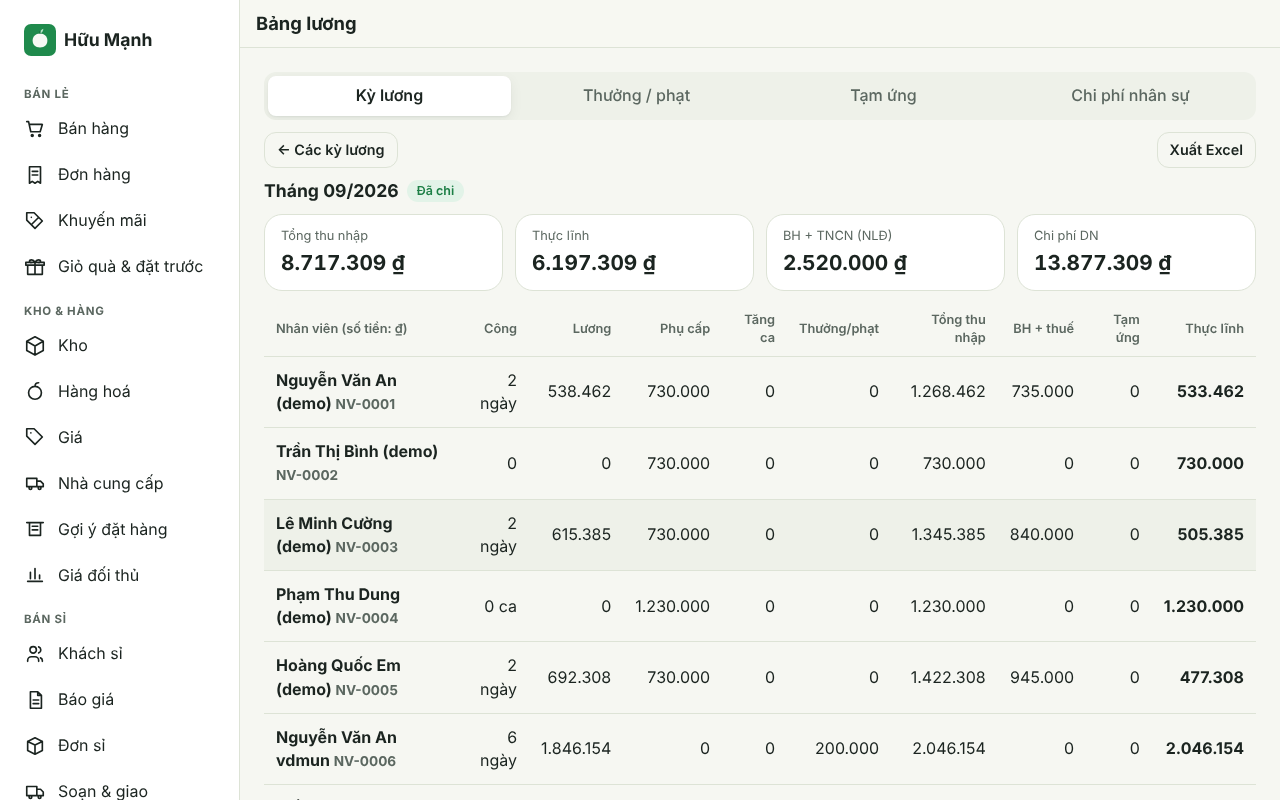 Hữu Mạnh
BÁN LẺ
Bán hàng
Đơn hàng
Khuyến mãi
Giỏ quà & đặt trước
KHO & HÀNG
Kho
Hàng hoá
Giá
Nhà cung cấp
Gợi ý đặt hàng
Giá đối thủ
BÁN SỈ
Khách sỉ
Báo giá
Đơn sỉ
Soạn & giao
Bảng lương
Kỳ lương Thưởng / phạt Tạm ứng Chi phí nhân sự
← Các kỳ lương Xuất Excel
Tháng 09/2026 Đã chi
Tổng thu nhập Thực lĩnh BH + TNCN (NLĐ) Chi phí DN
8.717.309 ₫ 6.197.309 ₫ 2.520.000 ₫ 13.877.309 ₫
Nhân viên (số tiền: ₫) Công Lương Phụ cấp Tăng ca Thưởng/phạt Tổng thu nhập BH + thuế Tạm ứng Thực lĩnh
Nguyễn Văn An (demo) NV-0001 2 ngày 538.462 730.000 0 0 1.268.462 735.000 0 533.462
Trần Thị Bình (demo) NV-0002 0 0 730.000 0 0 730.000 0 0 730.000
Lê Minh Cường (demo) NV-0003 2 ngày 615.385 730.000 0 0 1.345.385 840.000 0 505.385
Phạm Thu Dung (demo) NV-0004 0 ca 0 1.230.000 0 0 1.230.000 0 0 1.230.000
Hoàng Quốc Em (demo) NV-0005 2 ngày 692.308 730.000 0 0 1.422.308 945.000 0 477.308
Nguyễn Văn An vdmun NV-0006 6 ngày 1.846.154 0 0 200.000 2.046.154 0 0 2.046.154